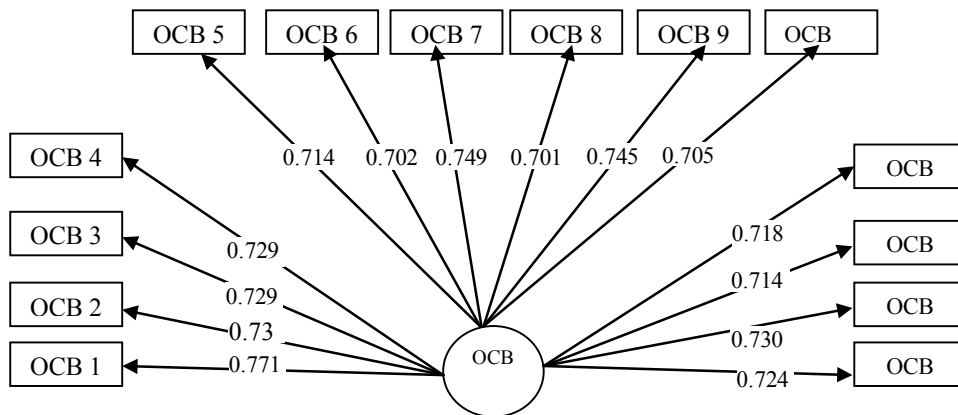 OCB 5 OCB 6 OCB 7 OCB 8 OCB 9 OCB
OCB 4
OCB
0.714 0.702 0.749 0.701 0.745 0.705
OCB 3
OCB
0.729
0.718
OCB 2
OCB
0.729
0.714
0.73
0.730
OCB 1
0.771
OCB
0.724
OCB